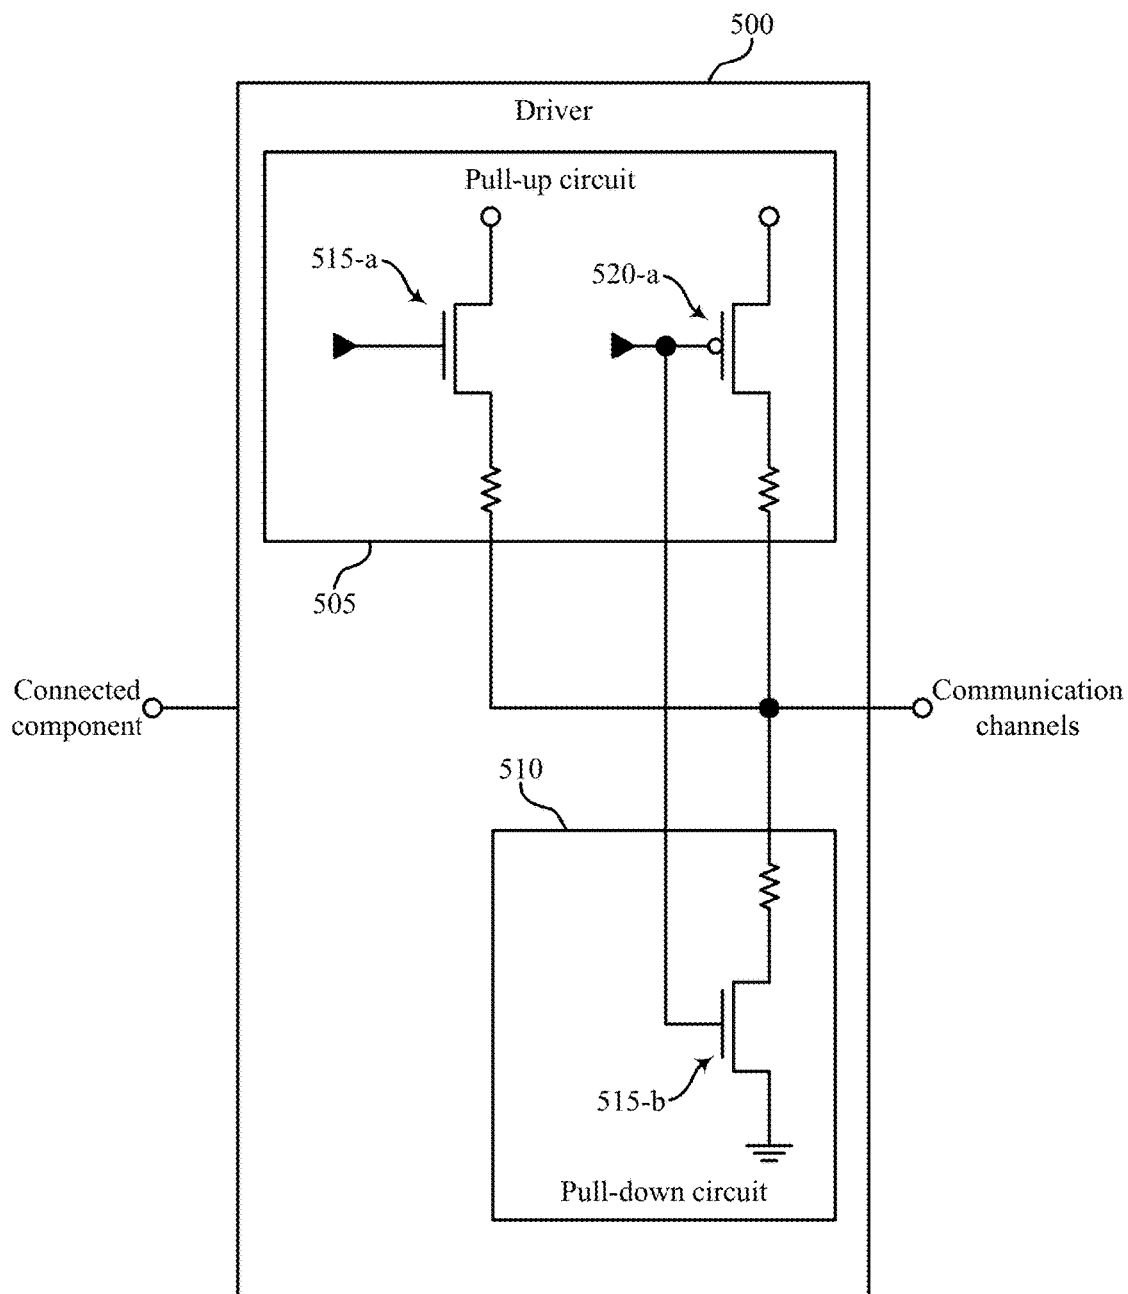 500
Driver
Pull-up circuit
515-a
520-a
505
Connected
component
Communication
channels
510
515-b
Pull-down circuit